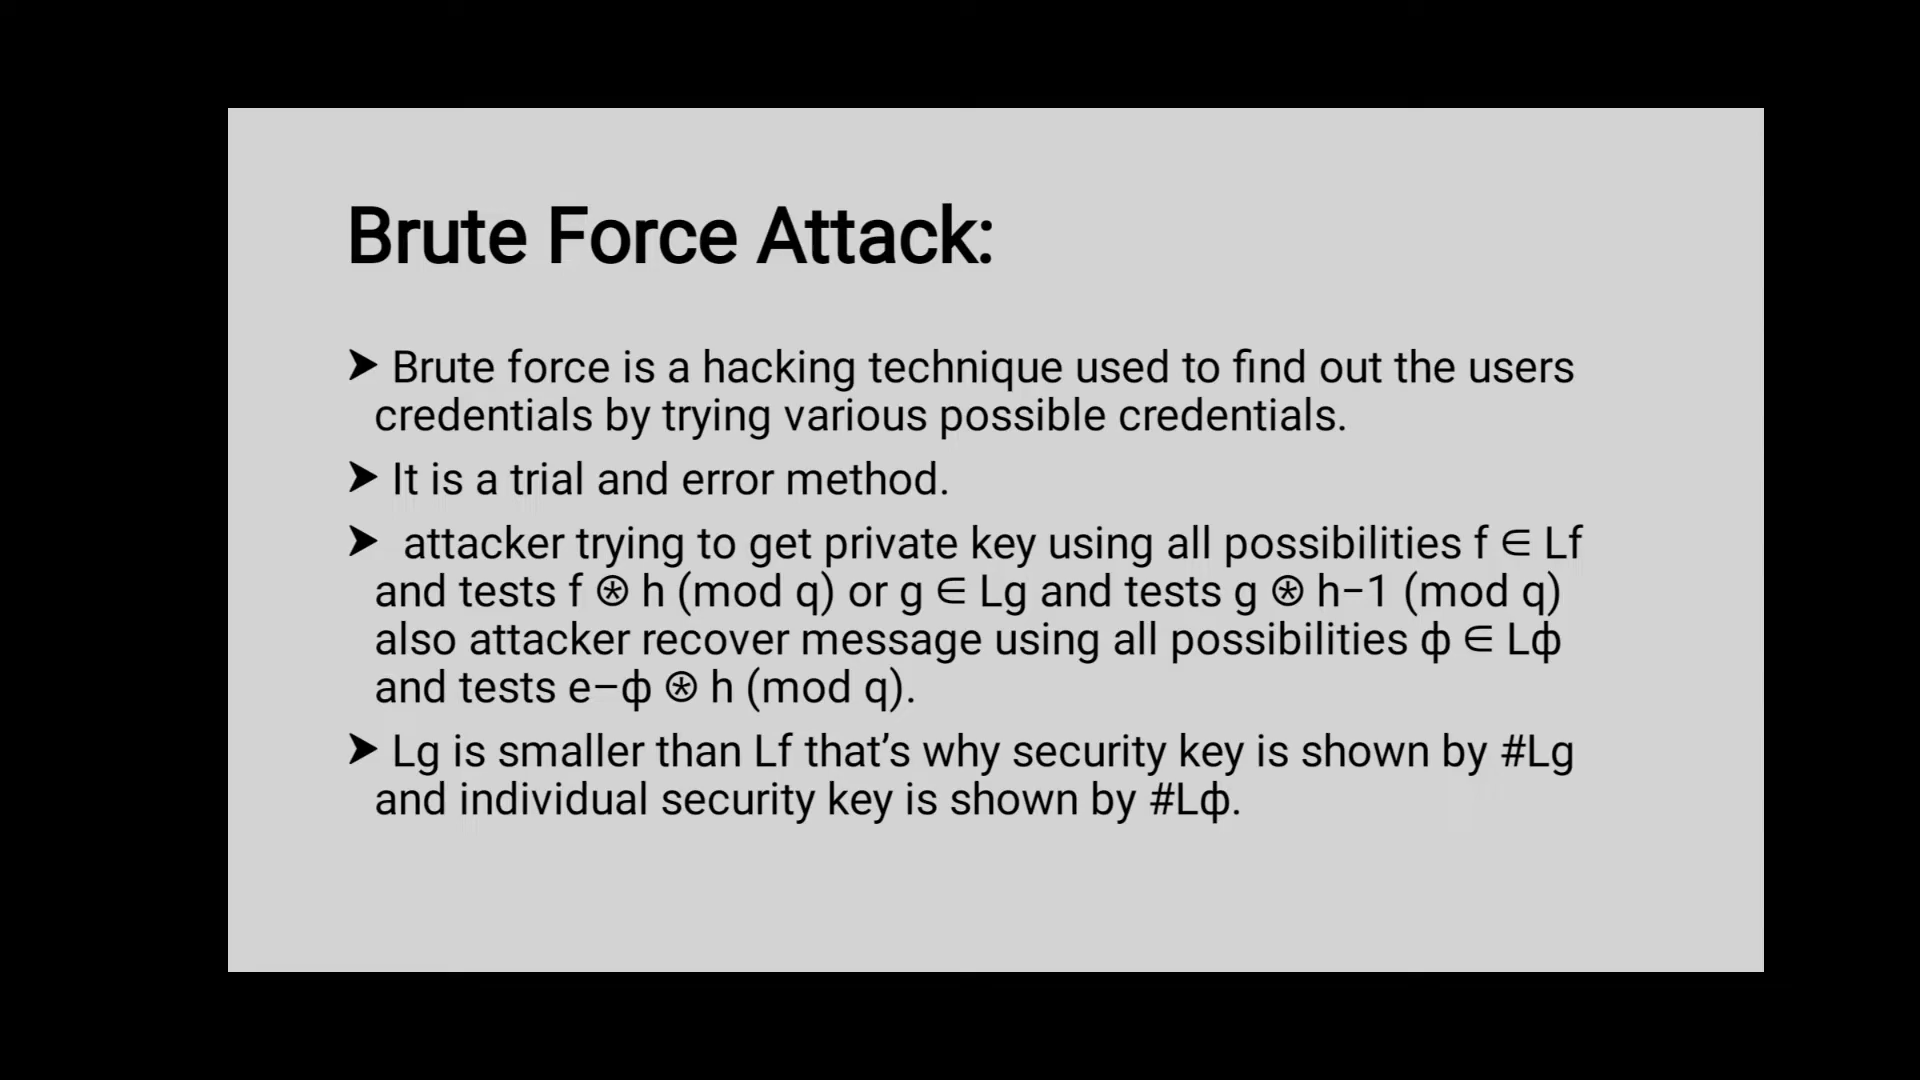 Brute Force Attack:
➤ Brute force is a hacking technique used to find out the users
credentials by trying various possible credentials.
➤ It is a trial and error method.
➤ attacker trying to get private key using all possibilities f ∈ Lf
and tests f ⊛ h (mod q) or g ∈ Lg and tests g ⊛ h−1 (mod q)
also attacker recover message using all possibilities ф ∈ Lф
and tests e−ф ⊛ h (mod q).
➤ Lg is smaller than Lf that’s why security key is shown by #Lg
and individual security key is shown by #Lф.